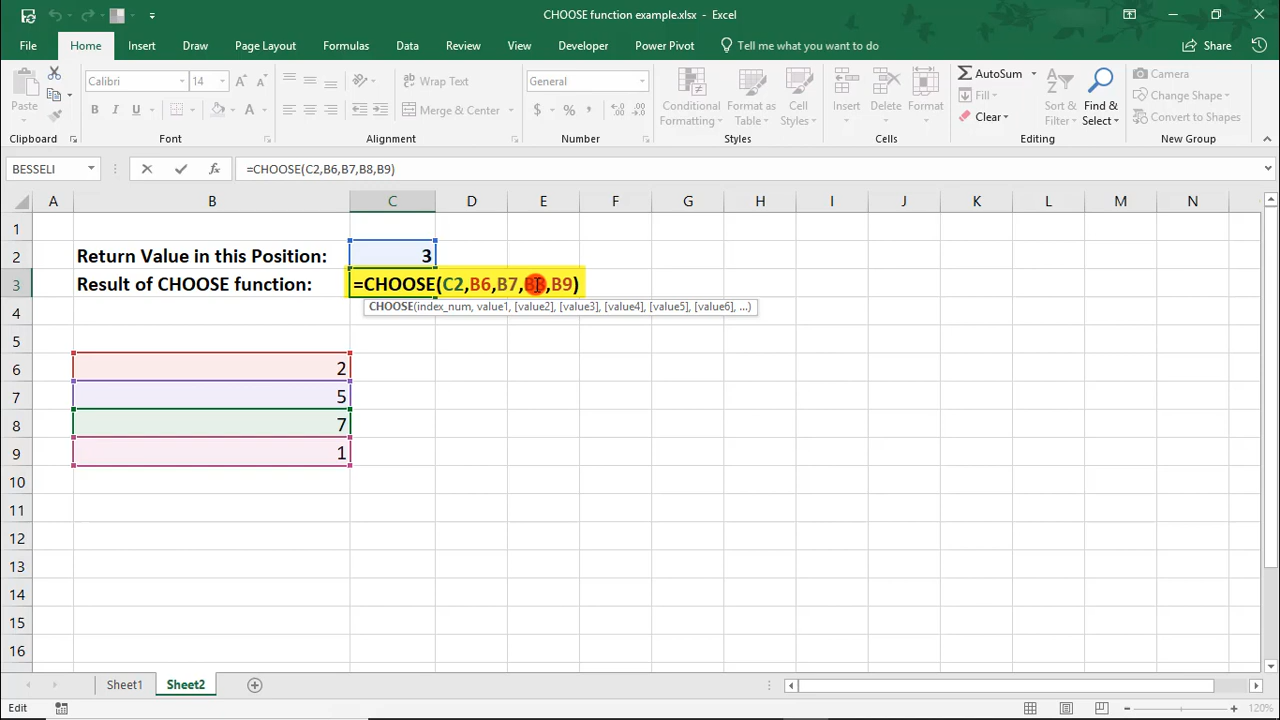 CHOOSE function example.xlsx - Excel
File Home Insert Draw Page Layout Formulas Data Review View Developer Power Pivot Tell me what you want to do Share
Calibri 14 Wrap Text General AutoSum Camera
Paste Conditional Format as Cell Insert Delete Format Fill Sort & Find & Change Shape
B I U Merge & Center $ % , Formatting Table Styles Clear Filter Select Convert to Shapes
Clipboard Font Alignment Number Styles Cells Editing New Group
BESSELI fx =CHOOSE(C2,B6,B7,B8,B9)
A B C D E F G H I J K L M N
1
2 Return Value in this Position: 3
3 Result of CHOOSE function: =CHOOSE(C2,B6,B7,B8,B9)
4 CHOOSE(index_num, value1, [value2], [value3], [value4], [value5], [value6], ...)
5
6 2
7 5
8 7
9 1
10
11
12
13
14
15
16
Sheet1 Sheet2
Edit 120%